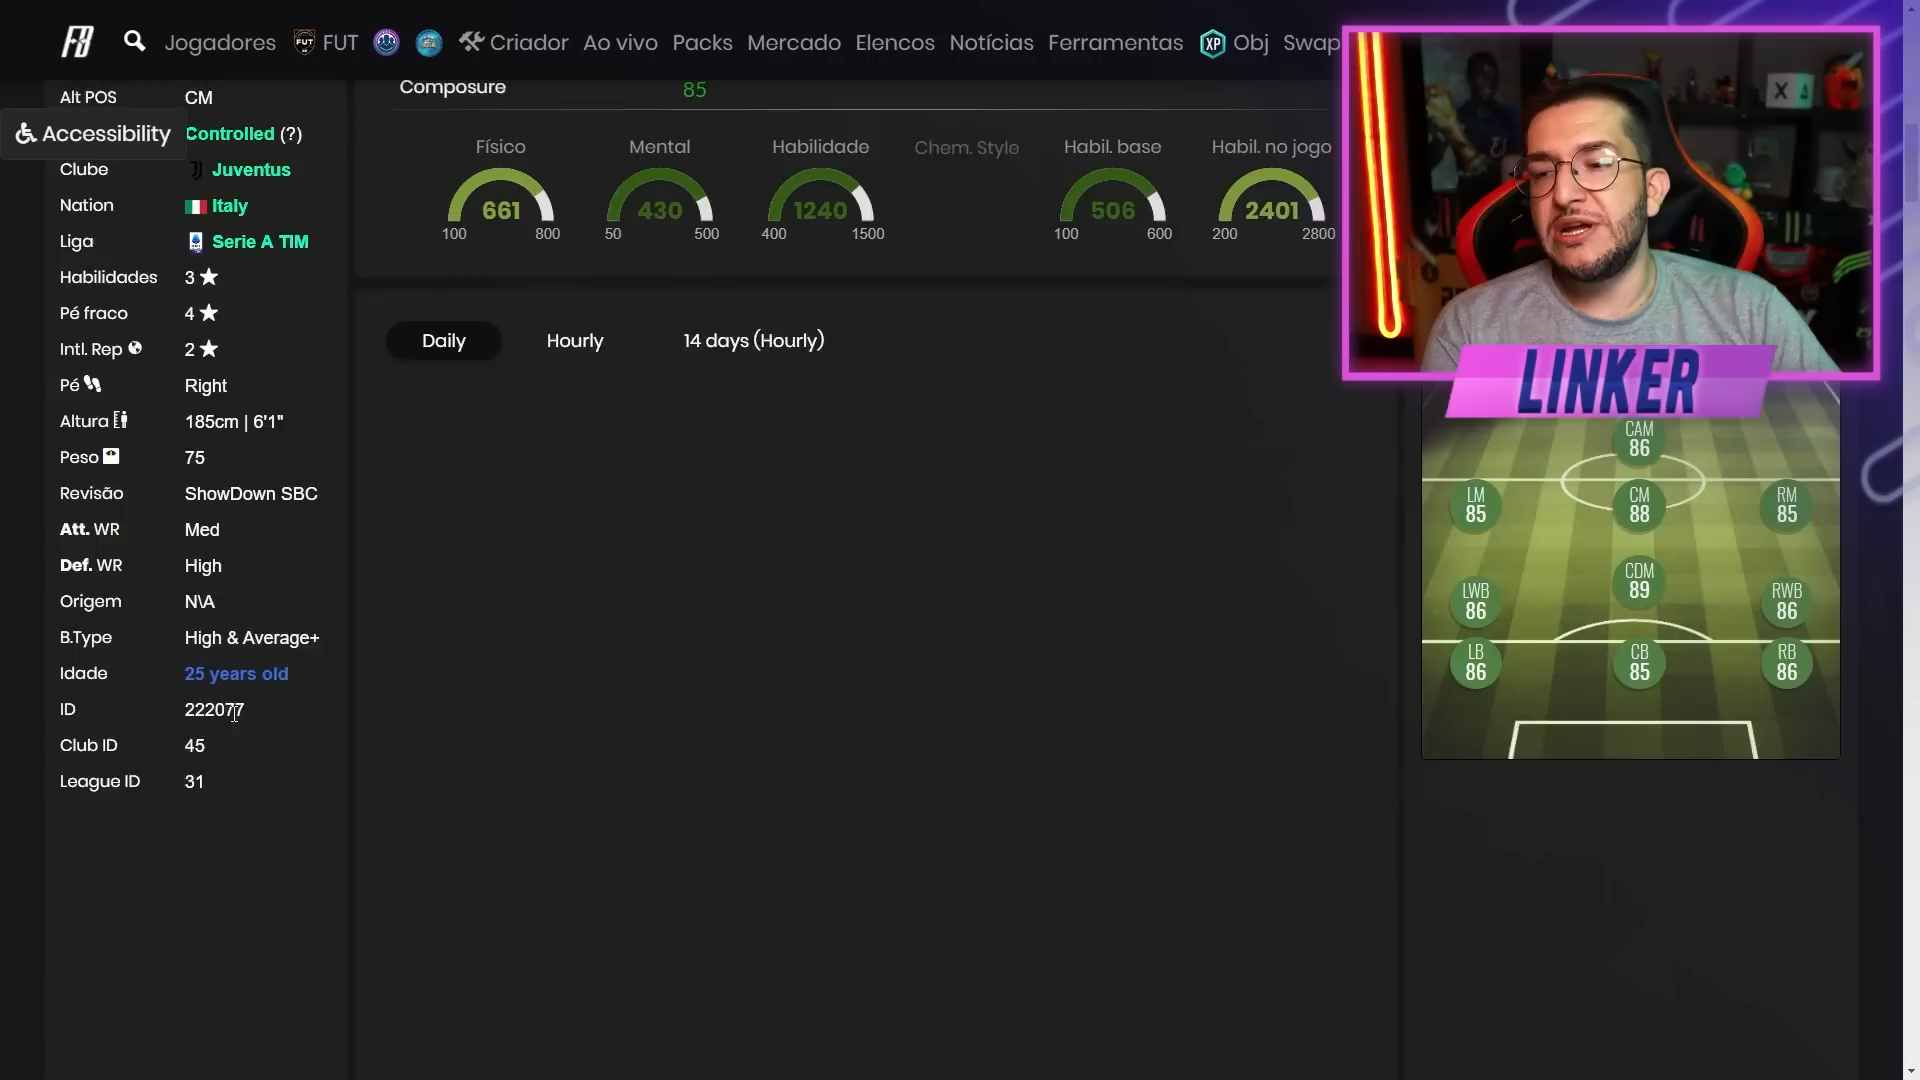 Jogadores FUT Criador Ao vivo Packs Mercado Elencos Notícias Ferramentas XP Obj Swap
Composure 85
Alt POS CM
Accessibility
Controlled (?)
Clube Juventus
Nation Italy
Liga Serie A TIM
Habilidades 3
Pé fraco 4
Intl. Rep 2
Pé Right
Altura 185cm | 6'1"
Peso 75
Revisão ShowDown SBC
Att. WR Med
Def. WR High
Origem N\A
B.Type High & Average+
Idade 25 years old
ID 222077
Club ID 45
League ID 31
Físico Mental Habilidade Chem. Style Habil. base Habil. no jogo
661 430 1240 506 2401
100 800 50 500 400 1500 100 600 200 2800
Daily Hourly 14 days (Hourly)
LINKER
CAM
86
LM CM RM
85 88 85
CDM
89
LWB RWB
86 86
LB CB RB
86 85 86